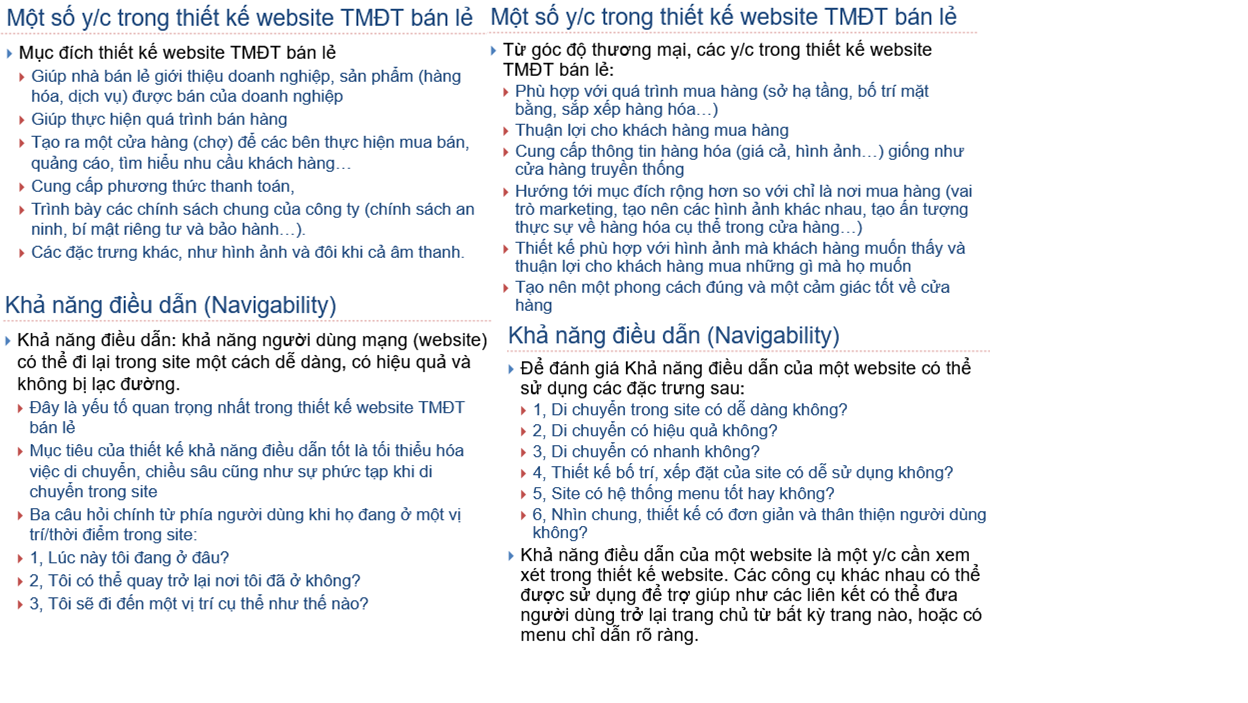 Một số y/c trong thiết kế website TMĐT bán lẻ
Mục đích thiết kế website TMĐT bán lẻ
Giúp nhà bán lẻ giới thiệu doanh nghiệp, sản phẩm (hàng
hóa, dịch vụ) được bán của doanh nghiệp
Giúp thực hiện quá trình bán hàng
Tạo ra một cửa hàng (chợ) để các bên thực hiện mua bán,
quảng cáo, tìm hiểu nhu cầu khách hàng…
Cung cấp phương thức thanh toán,
Trình bày các chính sách chung của công ty (chính sách an
ninh, bí mật riêng tư và bảo hành…).
Các đặc trưng khác, như hình ảnh và đôi khi cả âm thanh.
Một số y/c trong thiết kế website TMĐT bán lẻ
Từ góc độ thương mại, các y/c trong thiết kế website
TMĐT bán lẻ:
Phù hợp với quá trình mua hàng (sở hạ tầng, bố trí mặt
bằng, sắp xếp hàng hóa…)
Thuận lợi cho khách hàng mua hàng
Cung cấp thông tin hàng hóa (giá cả, hình ảnh…) giống như
cửa hàng truyền thống
Hướng tới mục đích rộng hơn so với chỉ là nơi mua hàng (vai
trò marketing, tạo nên các hình ảnh khác nhau, tạo ấn tượng
thực sự về hàng hóa cụ thể trong cửa hàng…)
Thiết kế phù hợp với hình ảnh mà khách hàng muốn thấy và
thuận lợi cho khách hàng mua những gì mà họ muốn
Tạo nên một phong cách đúng và một cảm giác tốt về cửa
hàng
Khả năng điều dẫn (Navigability)
Khả năng điều dẫn: khả năng người dùng mạng (website)
có thể đi lại trong site một cách dễ dàng, có hiệu quả và
không bị lạc đường.
Đây là yếu tố quan trọng nhất trong thiết kế website TMĐT
bán lẻ
Mục tiêu của thiết kế khả năng điều dẫn tốt là tối thiểu hóa
việc di chuyển, chiều sâu cũng như sự phức tạp khi di
chuyển trong site
Ba câu hỏi chính từ phía người dùng khi họ đang ở một vị
trí/thời điểm trong site:
1, Lúc này tôi đang ở đâu?
2, Tôi có thể quay trở lại nơi tôi đã ở không?
3, Tôi sẽ đi đến một vị trí cụ thể như thế nào?
Khả năng điều dẫn (Navigability)
Để đánh giá Khả năng điều dẫn của một website có thể
sử dụng các đặc trưng sau:
1, Di chuyển trong site có dễ dàng không?
2, Di chuyển có hiệu quả không?
3, Di chuyển có nhanh không?
4, Thiết kế bố trí, xếp đặt của site có dễ sử dụng không?
5, Site có hệ thống menu tốt hay không?
6, Nhìn chung, thiết kế có đơn giản và thân thiện người dùng
không?
Khả năng điều dẫn của một website là một y/c cần xem
xét trong thiết kế website. Các công cụ khác nhau có thể
được sử dụng để trợ giúp như các liên kết có thể đưa
người dùng trở lại trang chủ từ bất kỳ trang nào, hoặc có
menu chỉ dẫn rõ ràng.